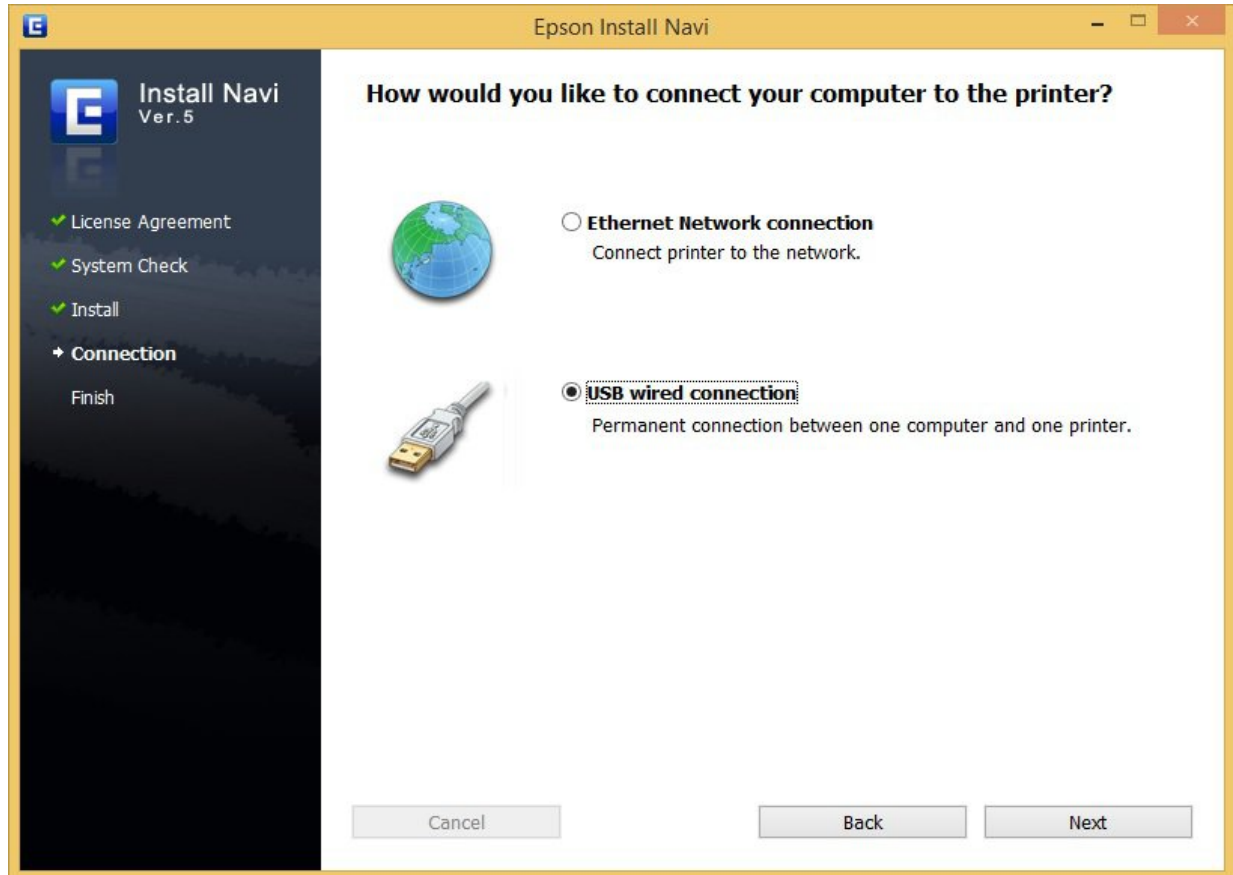 Epson Install Navi
Install Navi
Ver.5
License Agreement
System Check
Install
Connection
Finish
How would you like to connect your computer to the printer?
Ethernet Network connection
Connect printer to the network.
USB wired connection
Permanent connection between one computer and one printer.
Cancel
Back
Next